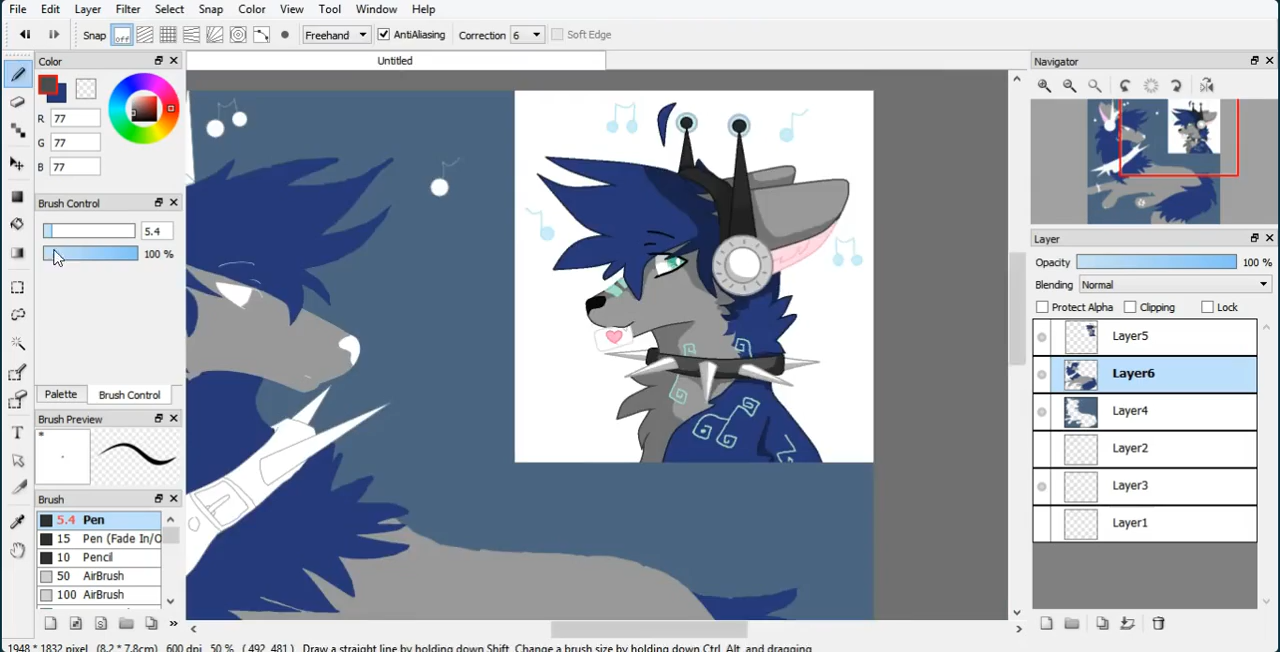 File Edit Layer Filter Select Snap Color View Tool Window Help
Snap off Freehand AntiAliasing Correction 6 Soft Edge
Color
R 77
G 77
B 77
Brush Control
5.4
100 %
Palette Brush Control
Brush Preview
Brush
5.4 Pen
15 Pen (Fade In/O
10 Pencil
50 AirBrush
100 AirBrush
Untitled
Navigator
Layer
Opacity 100 %
Blending Normal
Protect Alpha Clipping Lock
Layer5
Layer6
Layer4
Layer2
Layer3
Layer1
1948 * 1832 pixel (8.2 * 7.8cm) 600 dpi 50 % ( 492, 481 ) Draw a straight line by holding down Shift, Change a brush size by holding down Ctrl, Alt, and dragging